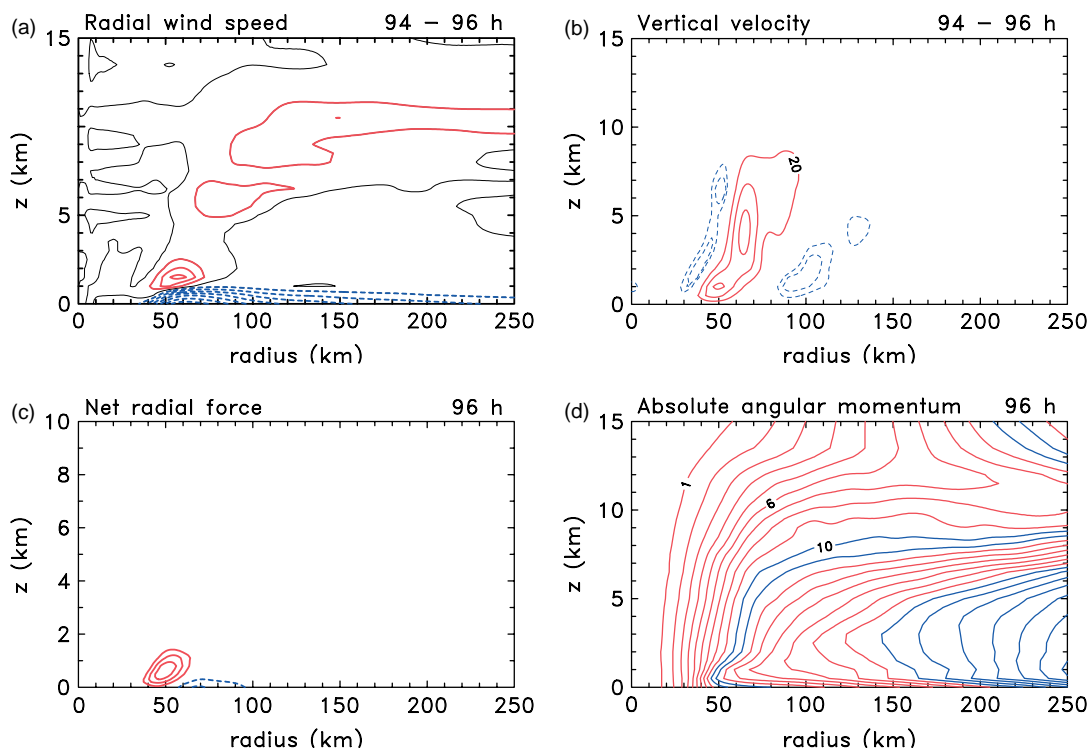 (a) Radial wind speed 94 – 96 h
15
10
5
0
z (km)
0 50 100 150 200 250
radius (km)
(b) Vertical velocity 94 – 96 h
15
10
5
0
z (km)
20
0 50 100 150 200 250
radius (km)
(c) Net radial force 96 h
10
8
6
4
2
0
z (km)
0 50 100 150 200 250
radius (km)
(d) Absolute angular momentum 96 h
15
10
5
0
z (km)
1
6
10
0 50 100 150 200 250
radius (km)